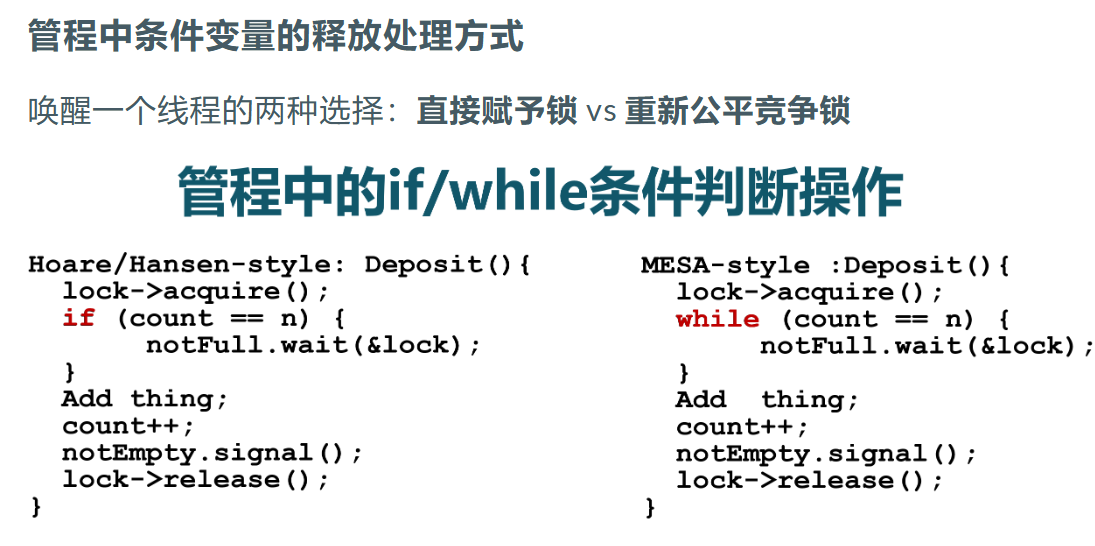 管程中条件变量的释放处理方式
唤醒一个线程的两种选择：直接赋予锁 vs 重新公平竞争锁
管程中的if/while条件判断操作
Hoare/Hansen-style: Deposit(){
lock->acquire();
if (count == n) {
notFull.wait(&lock);
}
Add thing;
count++;
notEmpty.signal();
lock->release();
}
MESA-style :Deposit(){
lock->acquire();
while (count == n) {
notFull.wait(&lock);
}
Add thing;
count++;
notEmpty.signal();
lock->release();
}